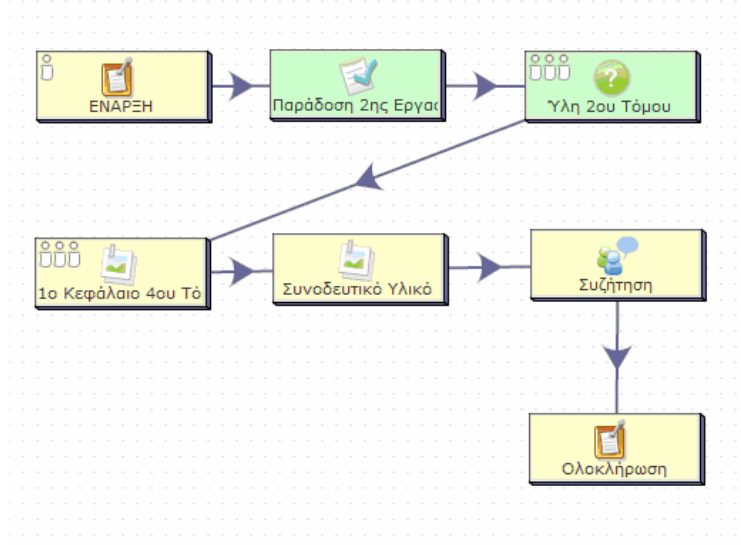 ΕΝΑΡΞΗ
Παράδοση 2ης Εργασ
Ύλη 2ου Τόμου
1ο Κεφάλαιο 4ου Τό
Συνοδευτικό Υλικό
Συζήτηση
Ολοκλήρωση